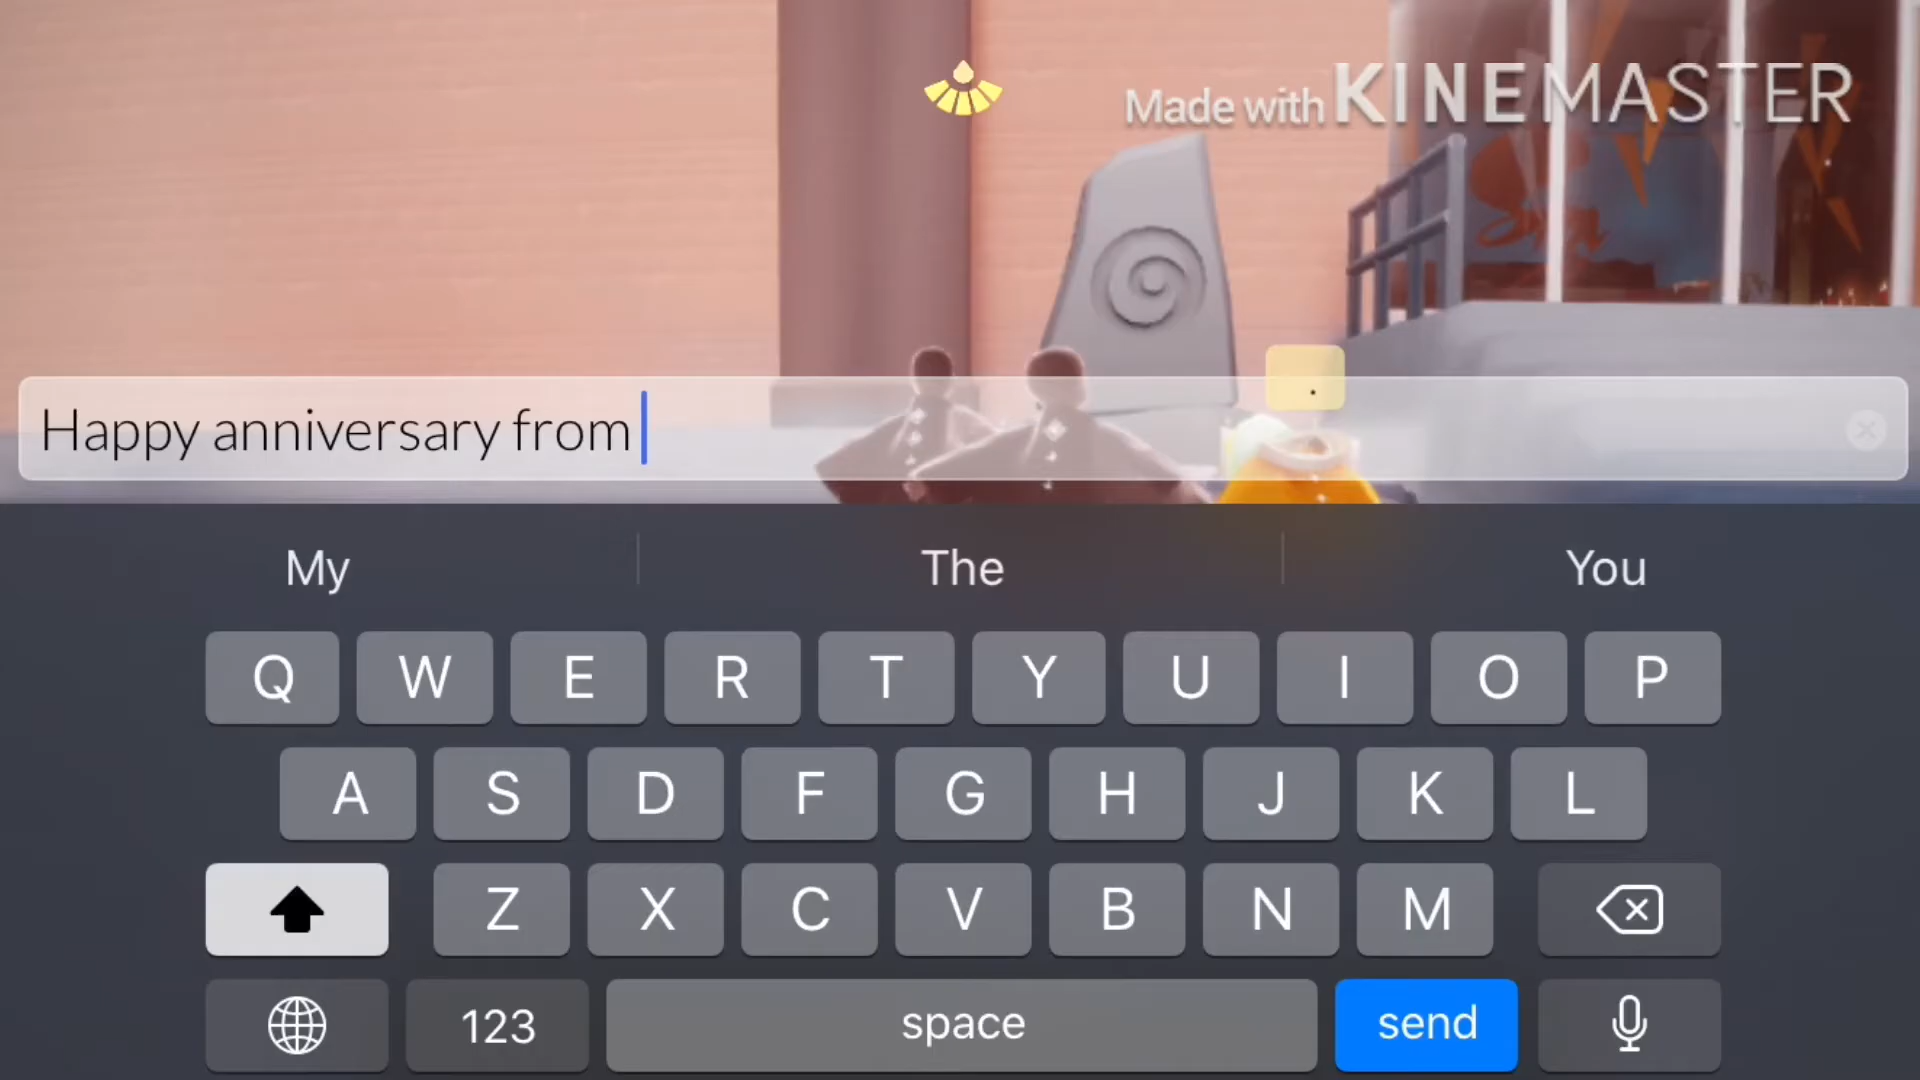 Made with KINEMASTER
.
Happy anniversary from
My The You
Q W E R T Y U I O P
A S D F G H J K L
Z X C V B N M
123 space send